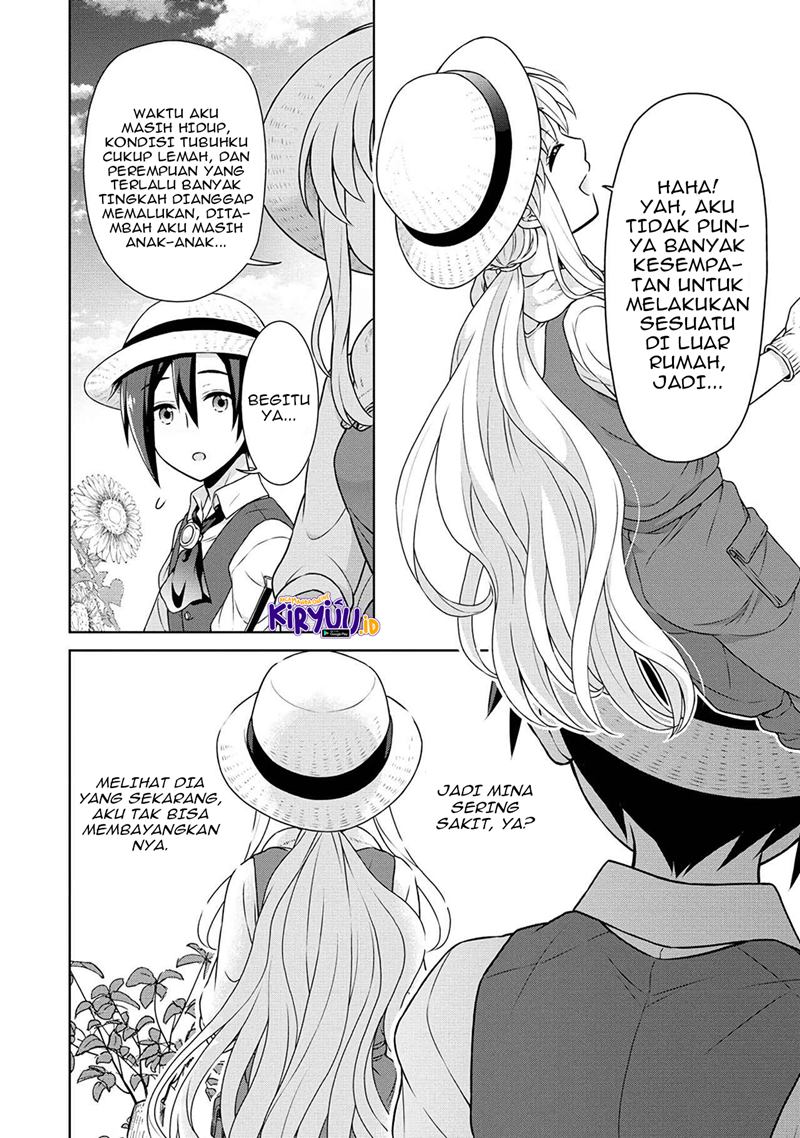 HAHA!
YAH, AKU
TIDAK PUN-
YA BANYAK
KESEMPA-
TAN UNTUK
MELAKUKAN
SESUATU
DI LUAR
RUMAH,
JADI...
WAKTU AKU
MASIH HIDUP,
KONDISI TUBUHKU
CUKUP LEMAH, DAN
PEREMPUAN YANG
TERLALU BANYAK
TINGKAH DIANGGAP
MEMALUKAN, DITA-
MBAH AKU MASIH
ANAK-ANAK...
BEGITU
YA...
KIRYUU.ID
JADI MINA
SERING
SAKIT, YA?
MELIHAT DIA
YANG SEKARANG,
AKU TAK BISA
MEMBAYANGKAN
NYA.